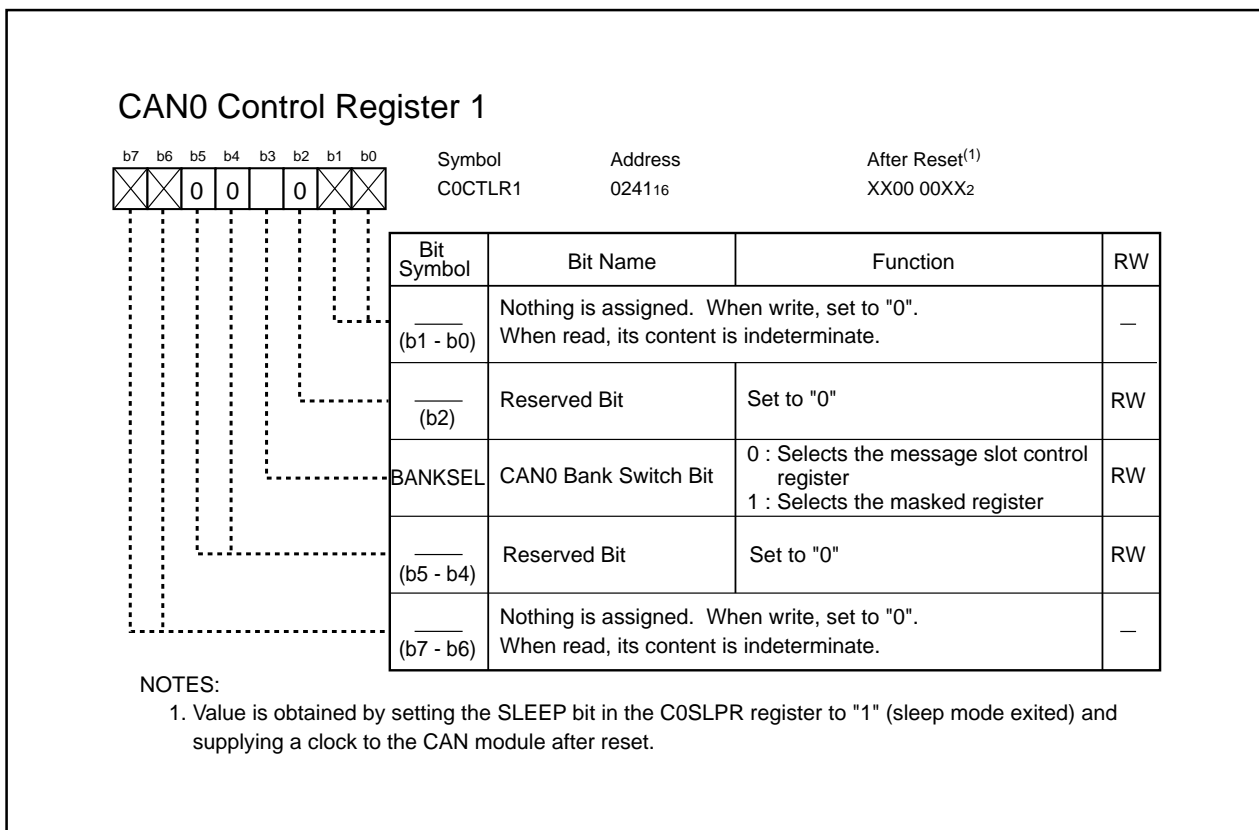 CAN0 Control Register 1
b7 b6 b5 b4 b3 b2 b1 b0
0 0 0
Symbol Address After Reset(1)
C0CTLR1 024116 XX00 00XX2
Bit Symbol Bit Name Function RW
(b1 - b0) Nothing is assigned. When write, set to "0".
When read, its content is indeterminate. —
(b2) Reserved Bit Set to "0" RW
BANKSEL CAN0 Bank Switch Bit 0 : Selects the message slot control
register
1 : Selects the masked register RW
(b5 - b4) Reserved Bit Set to "0" RW
(b7 - b6) Nothing is assigned. When write, set to "0".
When read, its content is indeterminate. —
NOTES:
1. Value is obtained by setting the SLEEP bit in the C0SLPR register to "1" (sleep mode exited) and
supplying a clock to the CAN module after reset.